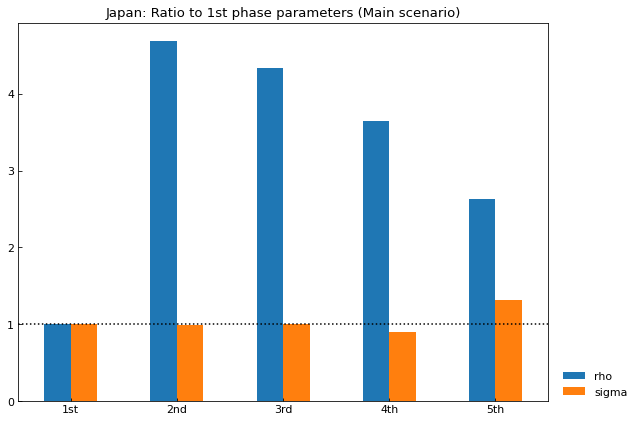 Japan: Ratio to 1st phase parameters (Main scenario)
4
3
2
1
0
1st 2nd 3rd 4th 5th
rho
sigma